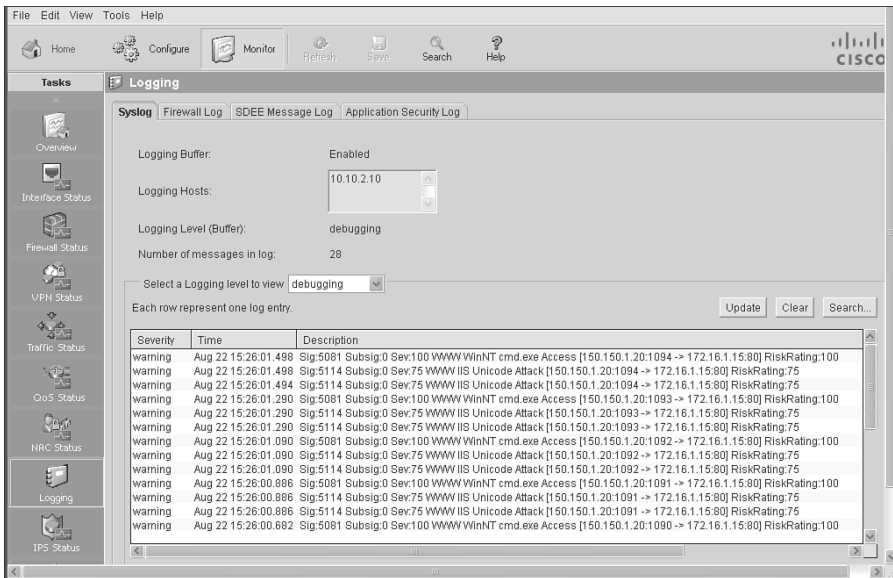 File Edit View Tools Help
Home Configure Monitor Refresh Save Search Help
CISCO
Tasks
Overview
Interface Status
Firewall Status
VPN Status
Traffic Status
QoS Status
NAC Status
Logging
IPS Status
Logging
Syslog Firewall Log SDEE Message Log Application Security Log
Logging Buffer: Enabled
Logging Hosts: 10.10.2.10
Logging Level (Buffer): debugging
Number of messages in log: 28
Select a Logging level to view debugging
Each row represent one log entry. Update Clear Search...
Severity Time Description
warning Aug 22 15:26:01.498 Sig:5081 Subsig:0 Sev:100 WWW WinNT cmd.exe Access [150.150.1.20:1094 -> 172.16.1.15:80] RiskRating:100
warning Aug 22 15:26:01.498 Sig:5114 Subsig:0 Sev:75 WWW IIS Unicode Attack [150.150.1.20:1094 -> 172.16.1.15:80] RiskRating:75
warning Aug 22 15:26:01.494 Sig:5114 Subsig:0 Sev:75 WWW IIS Unicode Attack [150.150.1.20:1094 -> 172.16.1.15:80] RiskRating:75
warning Aug 22 15:26:01.290 Sig:5081 Subsig:0 Sev:100 WWW WinNT cmd.exe Access [150.150.1.20:1093 -> 172.16.1.15:80] RiskRating:100
warning Aug 22 15:26:01.290 Sig:5114 Subsig:0 Sev:75 WWW IIS Unicode Attack [150.150.1.20:1093 -> 172.16.1.15:80] RiskRating:75
warning Aug 22 15:26:01.290 Sig:5114 Subsig:0 Sev:75 WWW IIS Unicode Attack [150.150.1.20:1093 -> 172.16.1.15:80] RiskRating:75
warning Aug 22 15:26:01.090 Sig:5081 Subsig:0 Sev:100 WWW WinNT cmd.exe Access [150.150.1.20:1092 -> 172.16.1.15:80] RiskRating:100
warning Aug 22 15:26:01.090 Sig:5114 Subsig:0 Sev:75 WWW IIS Unicode Attack [150.150.1.20:1092 -> 172.16.1.15:80] RiskRating:75
warning Aug 22 15:26:01.090 Sig:5114 Subsig:0 Sev:75 WWW IIS Unicode Attack [150.150.1.20:1092 -> 172.16.1.15:80] RiskRating:75
warning Aug 22 15:26:00.886 Sig:5081 Subsig:0 Sev:100 WWW WinNT cmd.exe Access [150.150.1.20:1091 -> 172.16.1.15:80] RiskRating:100
warning Aug 22 15:26:00.886 Sig:5114 Subsig:0 Sev:75 WWW IIS Unicode Attack [150.150.1.20:1091 -> 172.16.1.15:80] RiskRating:75
warning Aug 22 15:26:00.886 Sig:5114 Subsig:0 Sev:75 WWW IIS Unicode Attack [150.150.1.20:1091 -> 172.16.1.15:80] RiskRating:75
warning Aug 22 15:26:00.682 Sig:5081 Subsig:0 Sev:100 WWW WinNT cmd.exe Access [150.150.1.20:1090 -> 172.16.1.15:80] RiskRating:100